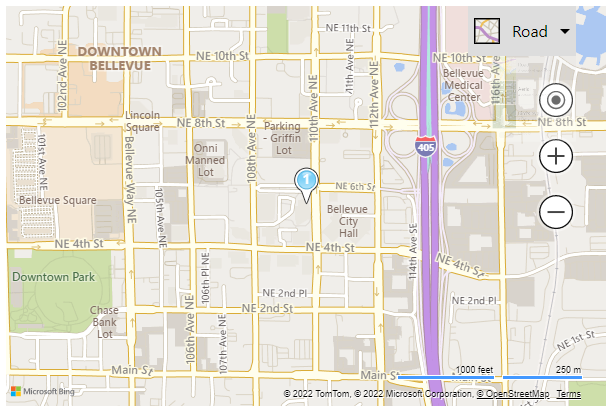 NE 11th St
Road
102nd Ave NE
DOWNTOWN
BELLEVUE
NE 10th St
NE 10th St
11th Ave NE
110th Ave NE
112th Ave NE
Bellevue
Medical
Center
116th Ave NE
Lincoln
Square
NE 8th St
Parking
- Griffin
Lot
NE 8th St
405
101st Ave NE
Bellevue Way NE
Onni
Manned
Lot
108th Ave NE
1
NE 6th St
Bellevue Square
105th Ave NE
Bellevue
City
Hall
NE 4th St
NE 4th St
NE 4th St
114th Ave SE
Downtown Park
106th Pl NE
NE 2nd Pl
NE 2nd Pl
Chase
Bank
Lot
106th Ave NE
NE 2nd St
107th Ave NE
NE 1st St
Main St
Main St
1000 feet
250 m
Microsoft Bing
© 2022 TomTom, © 2022 Microsoft Corporation, © OpenStreetMap Terms